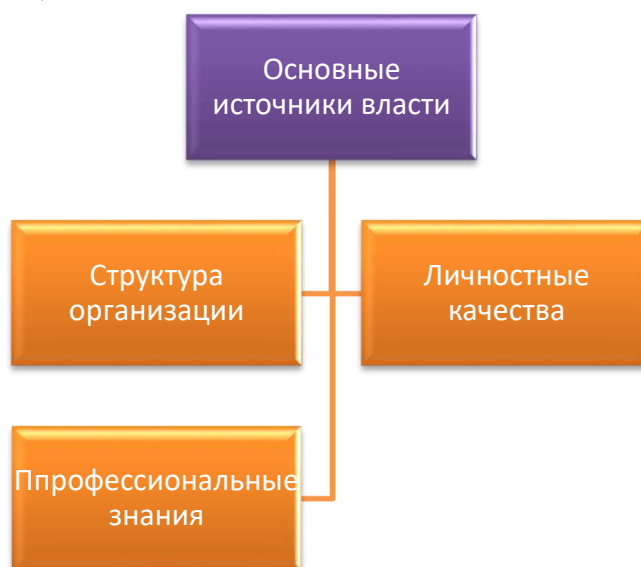 Основные
источники власти
Структура
организации
Личностные
качества
Ппрофессиональные
знания